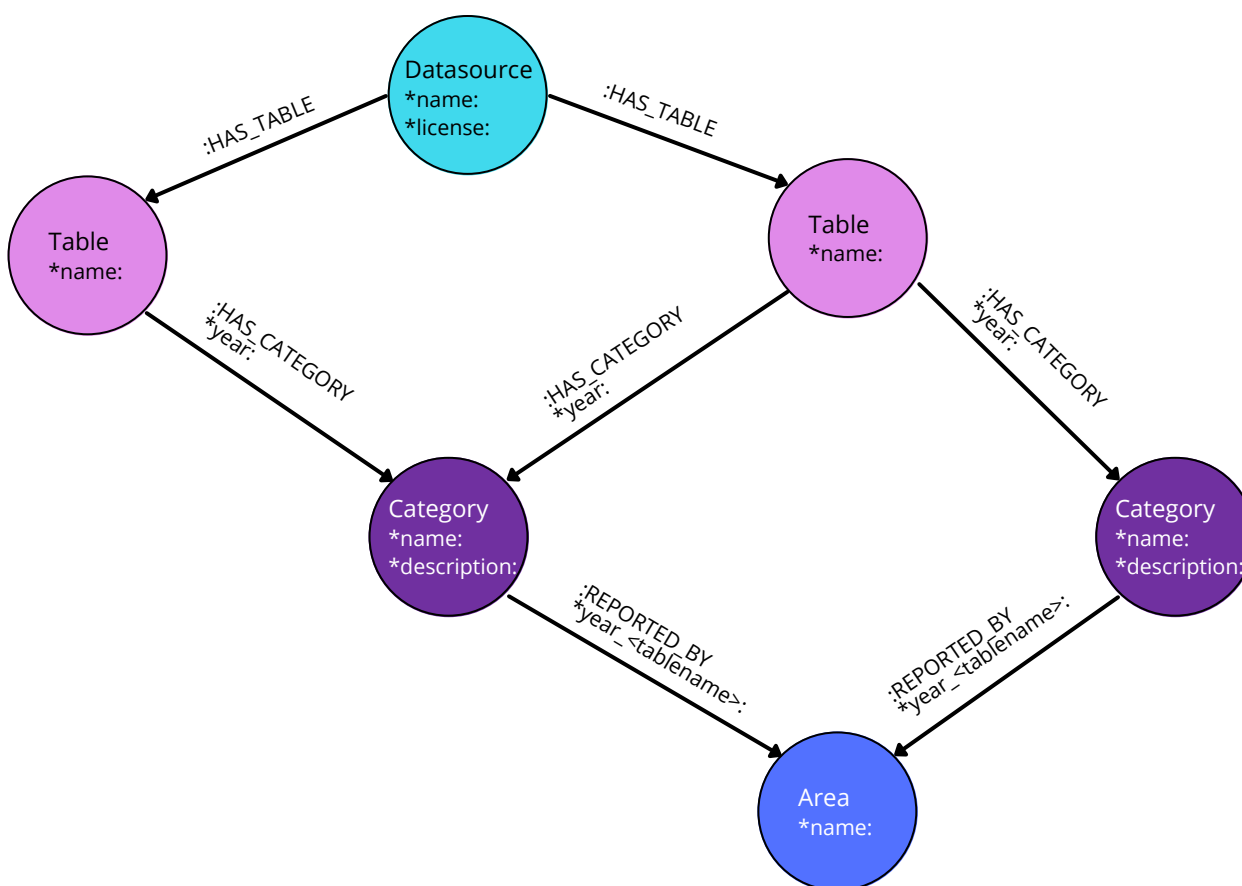 Datasource
*name:
*license:
:HAS_TABLE
:HAS_TABLE
Table
*name:
Table
*name:
:HAS_CATEGORY
*year:
:HAS_CATEGORY
*year:
:HAS_CATEGORY
*year:
Category
*name:
*description:
Category
*name:
*description:
:REPORTED_BY
*year_<tablename>:
:REPORTED_BY
*year_<tablename>:
Area
*name: